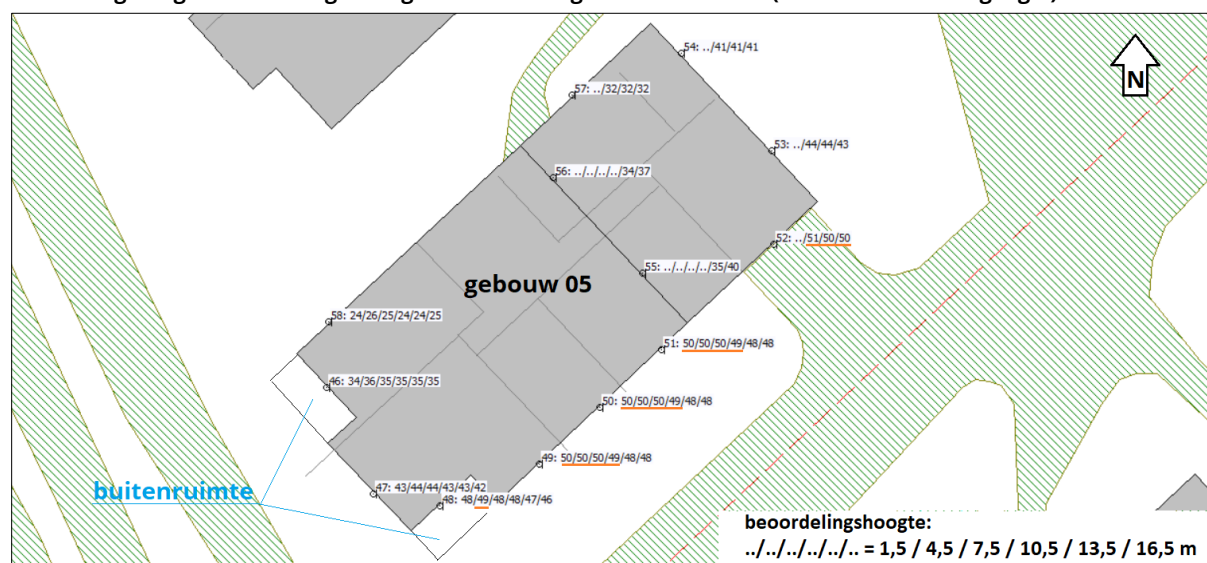 54: ../41/41/41
N
57: ../32/32/32
53: ../44/44/43
56: ../../../../34/37
52: ../51/50/50
55: ../../../../35/40
gebouw 05
58: 24/26/25/24/24/25
51: 50/50/50/49/48/48
46: 34/36/35/35/35/35
50: 50/50/50/49/48/48
49: 50/50/50/49/48/48
buitenruimte
47: 43/44/44/43/43/42
48: 48/49/48/48/47/46
beoordelingshoogte:
../../../../../.. = 1,5 / 4,5 / 7,5 / 10,5 / 13,5 / 16,5 m